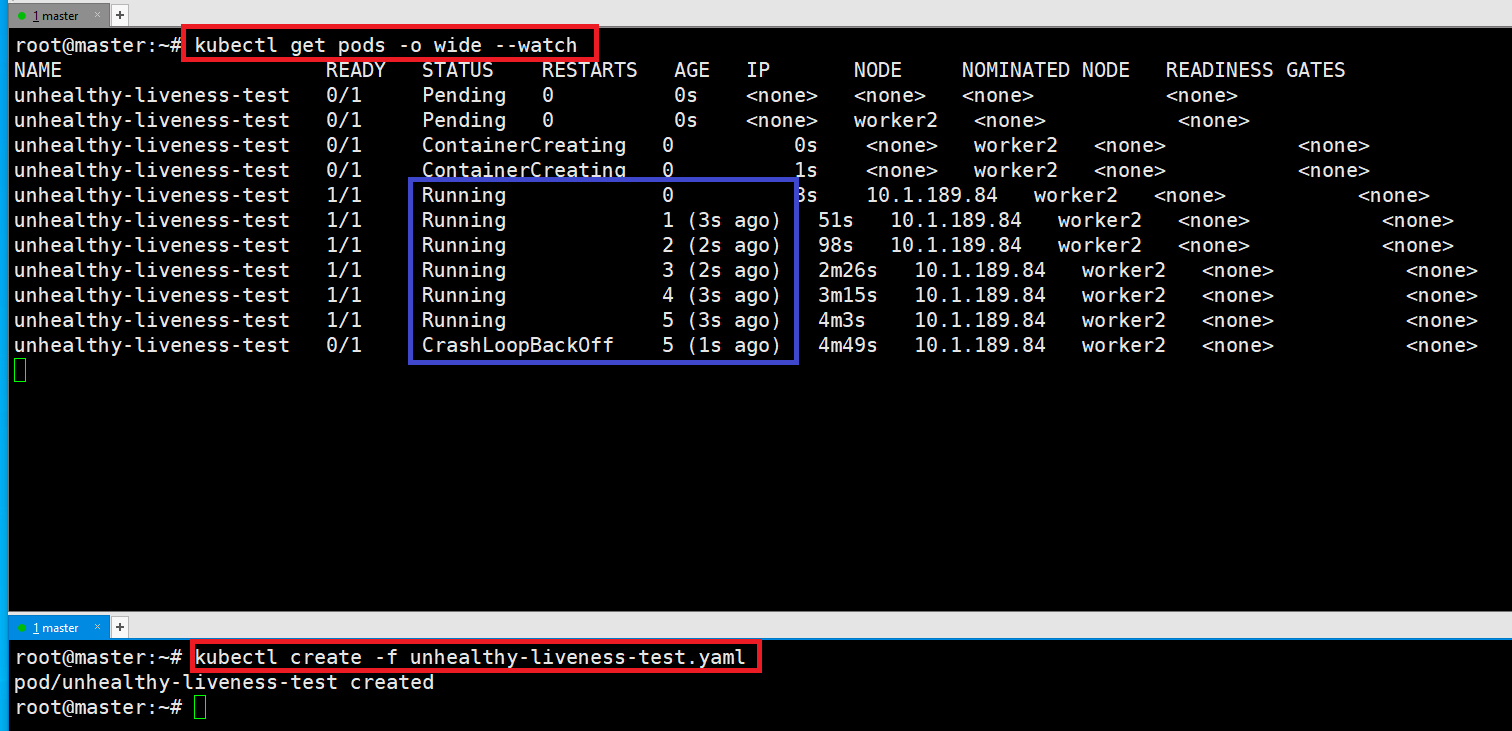 1 master × +
root@master:~# kubectl get pods -o wide --watch
NAME                      READY   STATUS    RESTARTS   AGE   IP       NODE     NOMINATED NODE   READINESS GATES
unhealthy-liveness-test   0/1     Pending   0          0s    <none>   <none>   <none>           <none>
unhealthy-liveness-test   0/1     Pending   0          0s    <none>   worker2   <none>           <none>
unhealthy-liveness-test   0/1     ContainerCreating   0          0s    <none>   worker2   <none>           <none>
unhealthy-liveness-test   0/1     ContainerCreating   0          1s    <none>   worker2   <none>           <none>
unhealthy-liveness-test   1/1     Running             0          3s    10.1.189.84   worker2   <none>           <none>
unhealthy-liveness-test   1/1     Running             1 (3s ago)   51s   10.1.189.84   worker2   <none>           <none>
unhealthy-liveness-test   1/1     Running             2 (2s ago)   98s   10.1.189.84   worker2   <none>           <none>
unhealthy-liveness-test   1/1     Running             3 (2s ago)   2m26s   10.1.189.84   worker2   <none>           <none>
unhealthy-liveness-test   1/1     Running             4 (3s ago)   3m15s   10.1.189.84   worker2   <none>           <none>
unhealthy-liveness-test   1/1     Running             5 (3s ago)   4m3s    10.1.189.84   worker2   <none>           <none>
unhealthy-liveness-test   0/1     CrashLoopBackOff    5 (1s ago)   4m49s   10.1.189.84   worker2   <none>           <none>
1 master × +
root@master:~# kubectl create -f unhealthy-liveness-test.yaml
pod/unhealthy-liveness-test created
root@master:~#